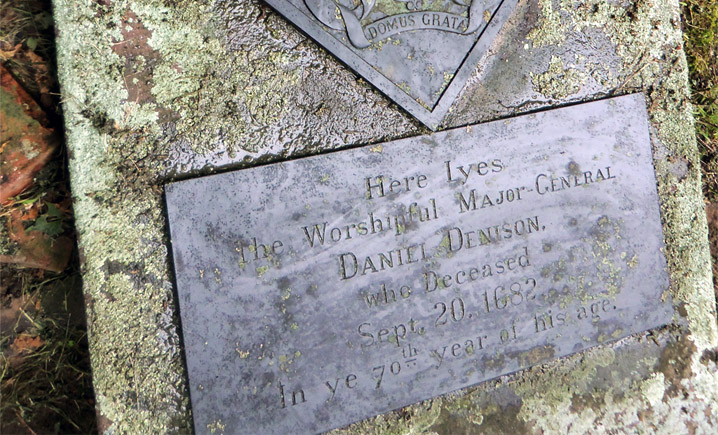 DOMUS GRATA
Here lyes
The Worshipful Major-General
Daniel Denison,
who Deceased
Sept. 20, 1682
In ye 70th year of his age.